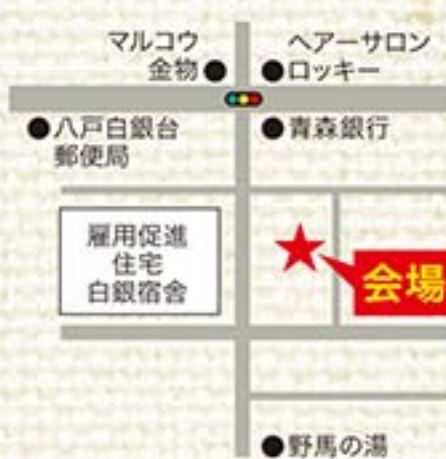 マルコウ
金物
ヘアーサロン
ロッキー
八戸白銀台
郵便局
青森銀行
雇用促進
住宅
白銀宿舎
会場
野馬の湯